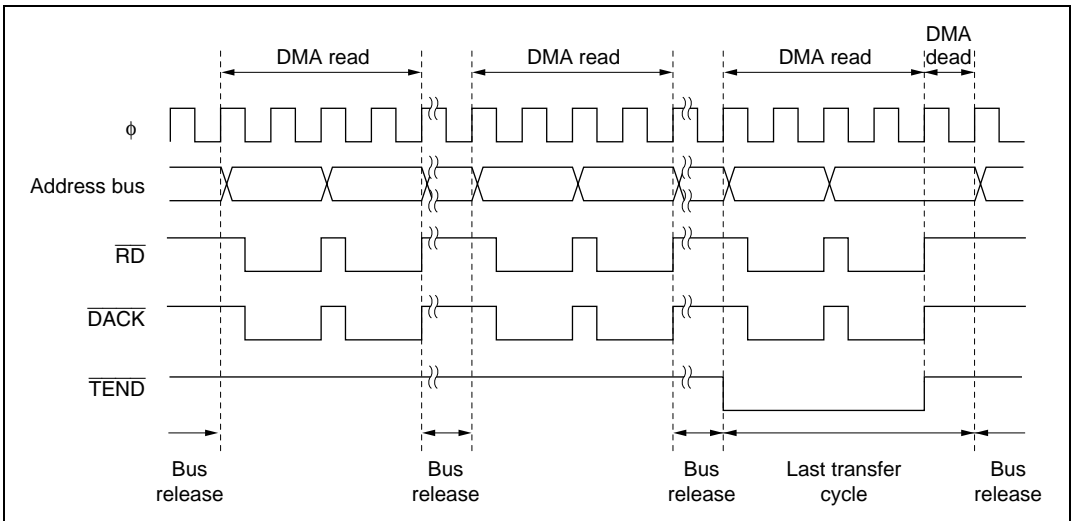 DMA read
DMA read
DMA read
DMA
dead
φ
Address bus
RD
DACK
TEND
Bus
release
Bus
release
Bus
release
Last transfer
cycle
Bus
release